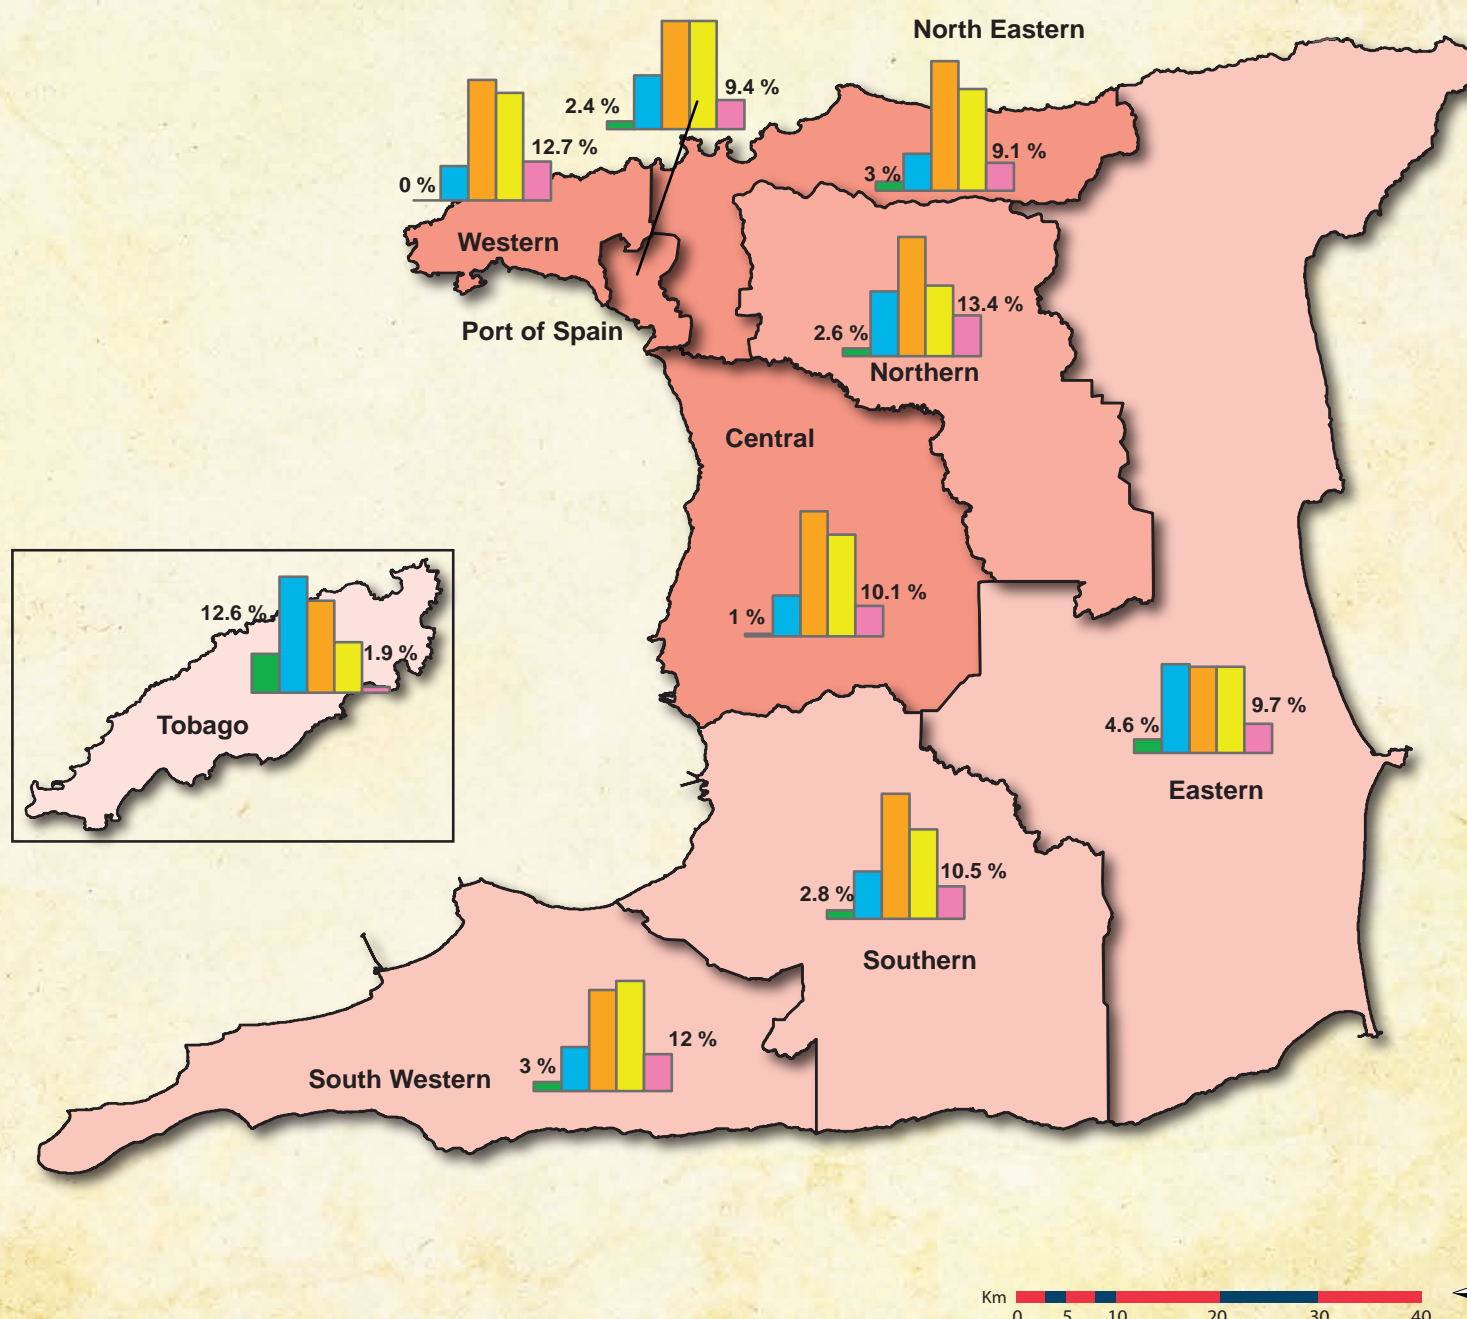 North Eastern
2.4 %
9.4 %
12.7 %
0 %
3 %
9.1 %
Western
Port of Spain
2.6 %
13.4 %
Northern
Central
1 %
10.1 %
12.6 %
1.9 %
Tobago
4.6 %
9.7 %
Eastern
2.8 %
10.5 %
Southern
3 %
12 %
South Western
Km
0 5 10 20 30 40